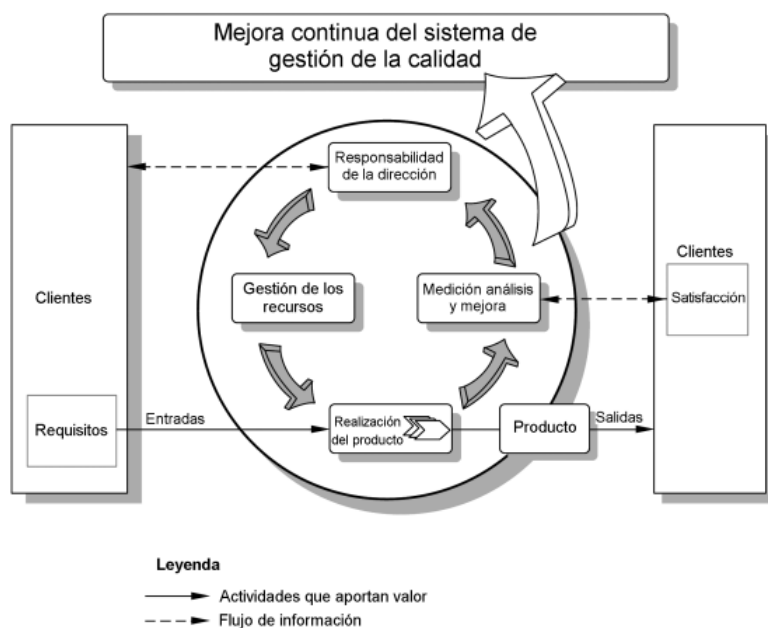 Mejora continua del sistema de
gestión de la calidad
Responsabilidad
de la dirección
Clientes
Clientes
Gestión de los
recursos
Medición análisis
y mejora
Satisfacción
Requisitos
Entradas
Realización
del producto
Producto
Salidas
Leyenda
Actividades que aportan valor
Flujo de información